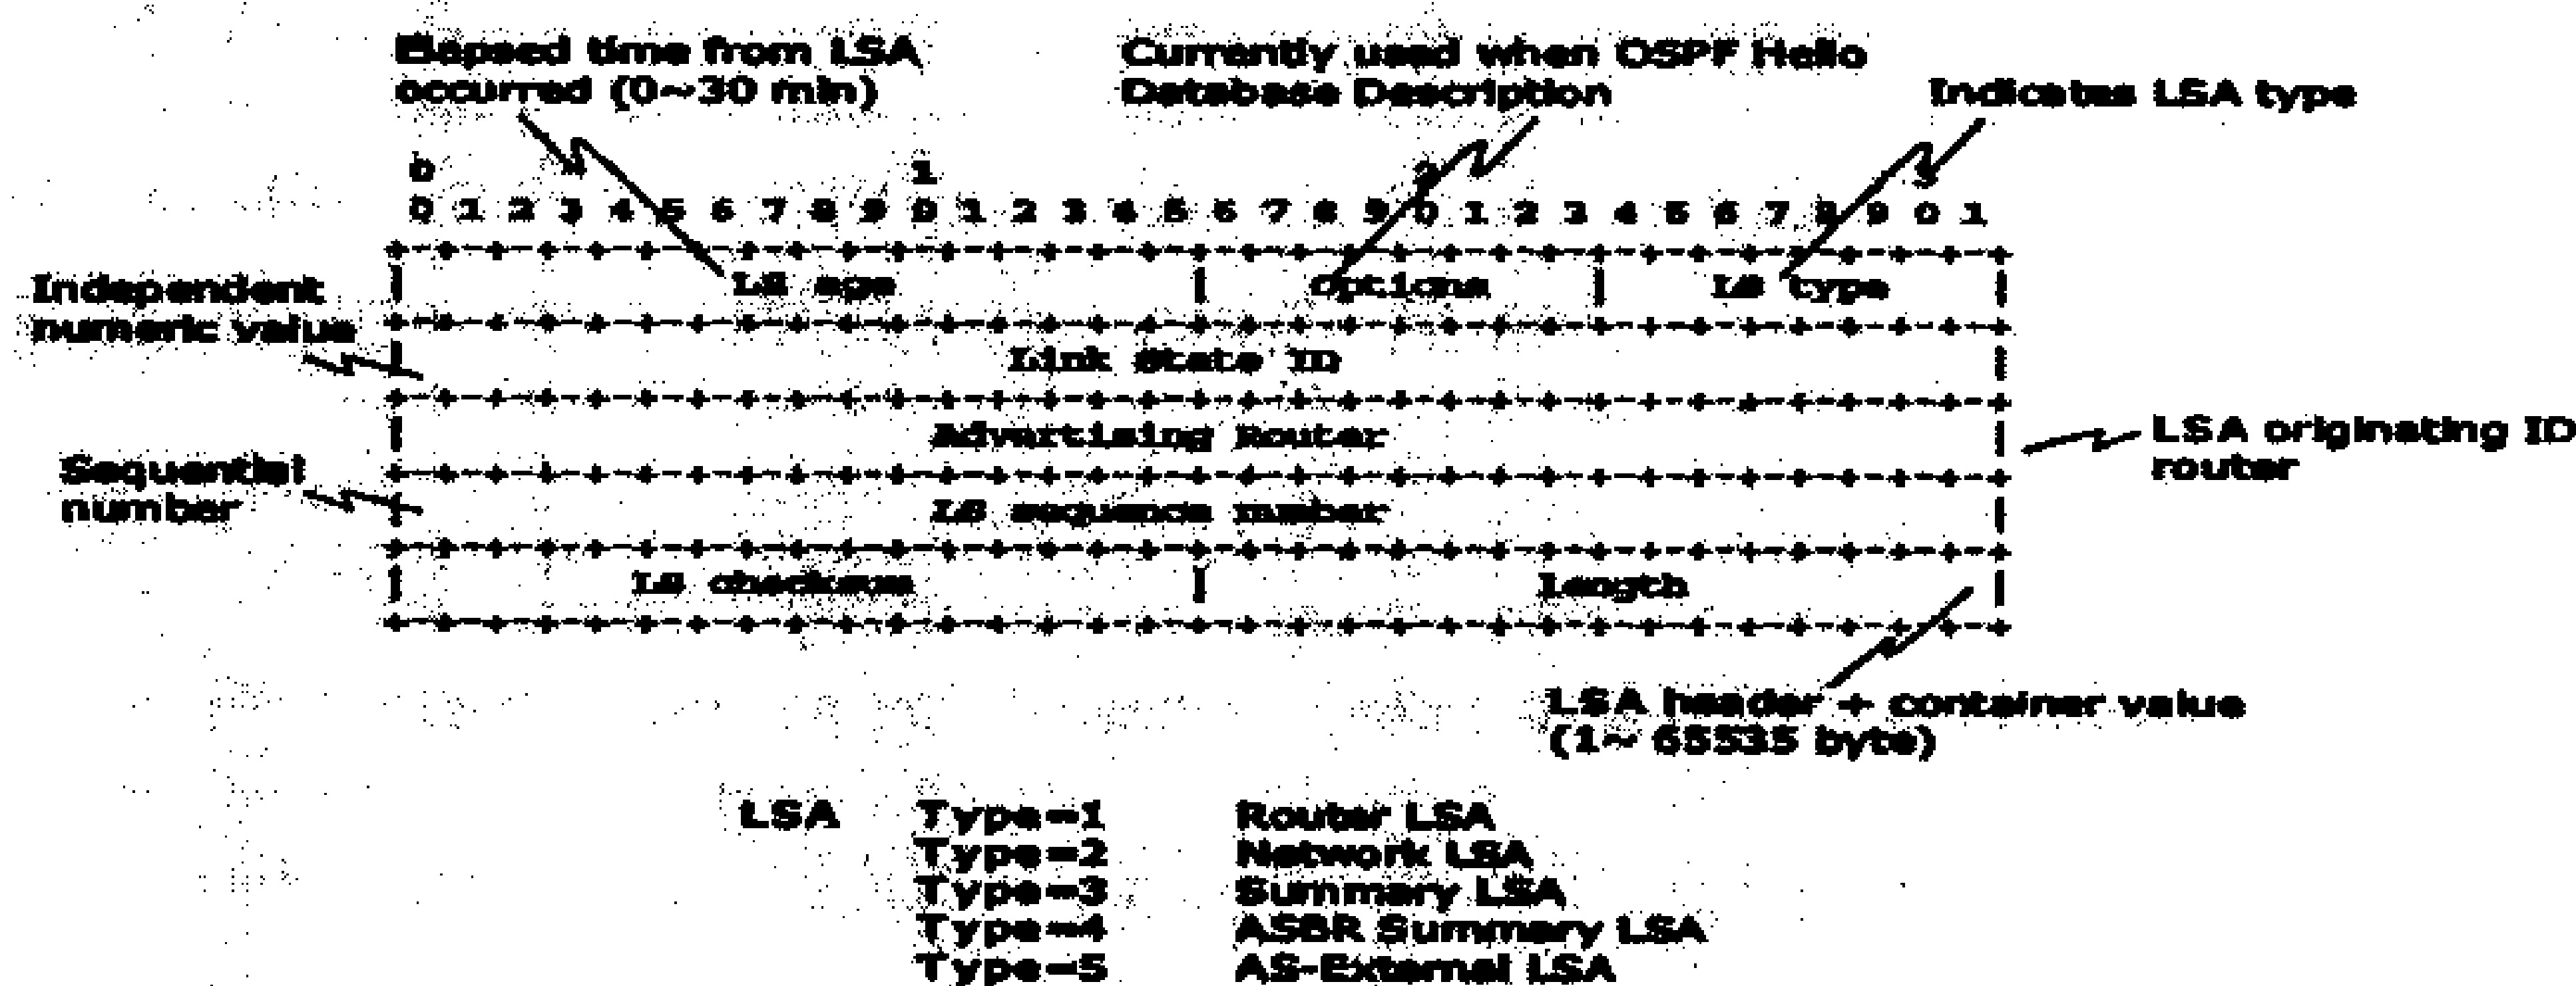 Elapsed time from LSA
occurred (0~30 min)
Currently used when OSPF Hello
Database Description
Indicates LSA type
0 1 2 3
0 1 2 3 4 5 6 7 8 9 0 1 2 3 4 5 6 7 8 9 0 1 2 3 4 5 6 7 8 9 0 1
+-+-+-+-+-+-+-+-+-+-+-+-+-+-+-+-+-+-+-+-+-+-+-+-+-+-+-+-+-+-+-+-+
| LS age | options | LS type |
Independent
numeric value
+-+-+-+-+-+-+-+-+-+-+-+-+-+-+-+-+-+-+-+-+-+-+-+-+-+-+-+-+-+-+-+-+
| Link State ID |
+-+-+-+-+-+-+-+-+-+-+-+-+-+-+-+-+-+-+-+-+-+-+-+-+-+-+-+-+-+-+-+-+
| Advertising Router |
LSA originating ID
router
Sequential
number
+-+-+-+-+-+-+-+-+-+-+-+-+-+-+-+-+-+-+-+-+-+-+-+-+-+-+-+-+-+-+-+-+
| LS sequence number |
+-+-+-+-+-+-+-+-+-+-+-+-+-+-+-+-+-+-+-+-+-+-+-+-+-+-+-+-+-+-+-+-+
| LS checksum | length |
+-+-+-+-+-+-+-+-+-+-+-+-+-+-+-+-+-+-+-+-+-+-+-+-+-+-+-+-+-+-+-+-+
LSA header + container value
(1~ 65535 byte)
LSA Type=1 Router LSA
Type=2 Network LSA
Type=3 Summary LSA
Type=4 ASBR Summary LSA
Type=5 AS-External LSA